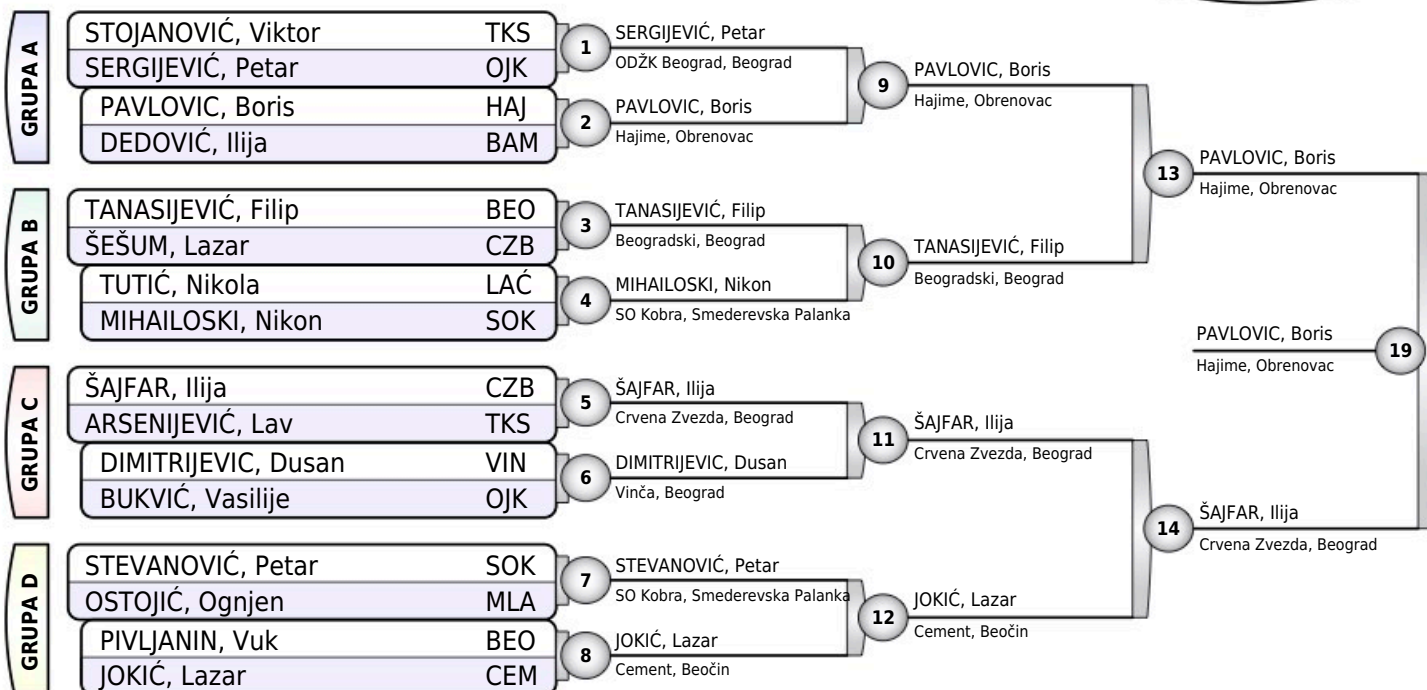 GRUPA A
STOJANOVIĆ, Viktor TKS
SERGIJEVIĆ, Petar OJK
PAVLOVIC, Boris HAJ
DEDOVIĆ, Ilija BAM
1
SERGIJEVIĆ, Petar
ODŽK Beograd, Beograd
2
PAVLOVIC, Boris
Hajime, Obrenovac
9
PAVLOVIC, Boris
Hajime, Obrenovac
GRUPA B
TANASIJEVIĆ, Filip BEO
ŠEŠUM, Lazar CZB
TUTIĆ, Nikola LAĆ
MIHAILOSKI, Nikon SOK
3
TANASIJEVIĆ, Filip
Beogradski, Beograd
4
MIHAILOSKI, Nikon
SO Kobra, Smederevska Palanka
10
TANASIJEVIĆ, Filip
Beogradski, Beograd
13
PAVLOVIC, Boris
Hajime, Obrenovac
GRUPA C
ŠAJFAR, Ilija CZB
ARSENIJEVIĆ, Lav TKS
DIMITRIJEVIC, Dusan VIN
BUKVIĆ, Vasilije OJK
5
ŠAJFAR, Ilija
Crvena Zvezda, Beograd
6
DIMITRIJEVIC, Dusan
Vinča, Beograd
11
ŠAJFAR, Ilija
Crvena Zvezda, Beograd
GRUPA D
STEVANOVIĆ, Petar SOK
OSTOJIĆ, Ognjen MLA
PIVLJANIN, Vuk BEO
JOKIĆ, Lazar CEM
7
STEVANOVIĆ, Petar
SO Kobra, Smederevska Palanka
8
JOKIĆ, Lazar
Cement, Beočin
12
JOKIĆ, Lazar
Cement, Beočin
14
ŠAJFAR, Ilija
Crvena Zvezda, Beograd
PAVLOVIC, Boris
Hajime, Obrenovac
19